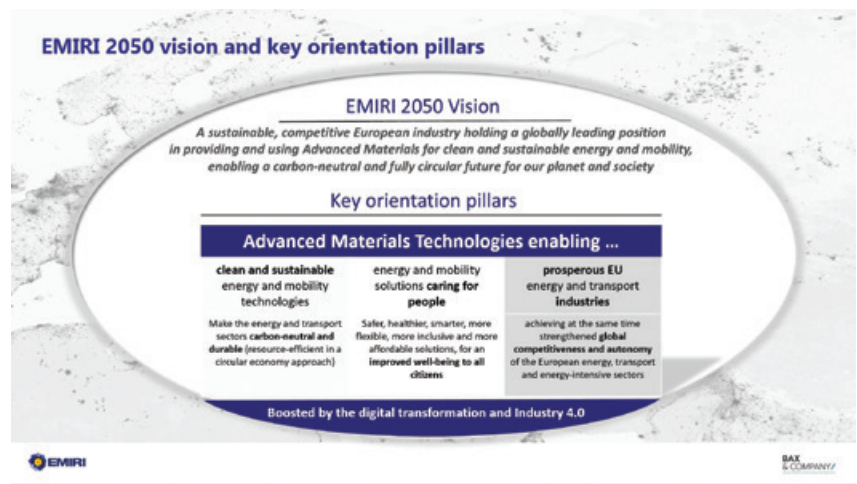 EMIRI 2050 vision and key orientation pillars
EMIRI 2050 Vision
A sustainable, competitive European industry holding a globally leading position
in providing and using Advanced Materials for clean and sustainable energy and mobility,
enabling a carbon-neutral and fully circular future for our planet and society
Key orientation pillars
Advanced Materials Technologies enabling ...
clean and sustainable
energy and mobility
technologies
Make the energy and transport
sectors carbon-neutral and
durable (resource-efficient in a
circular economy approach)
energy and mobility
solutions caring for
people
Safer, healthier, smarter, more
flexible, more inclusive and more
affordable solutions, for an
improved well-being to all
citizens
prosperous EU
energy and transport
industries
achieving at the same time
strengthened global
competitiveness and autonomy
of the European energy, transport
and energy-intensive sectors
Boosted by the digital transformation and Industry 4.0
EMIRI
BAX
& COMPANY